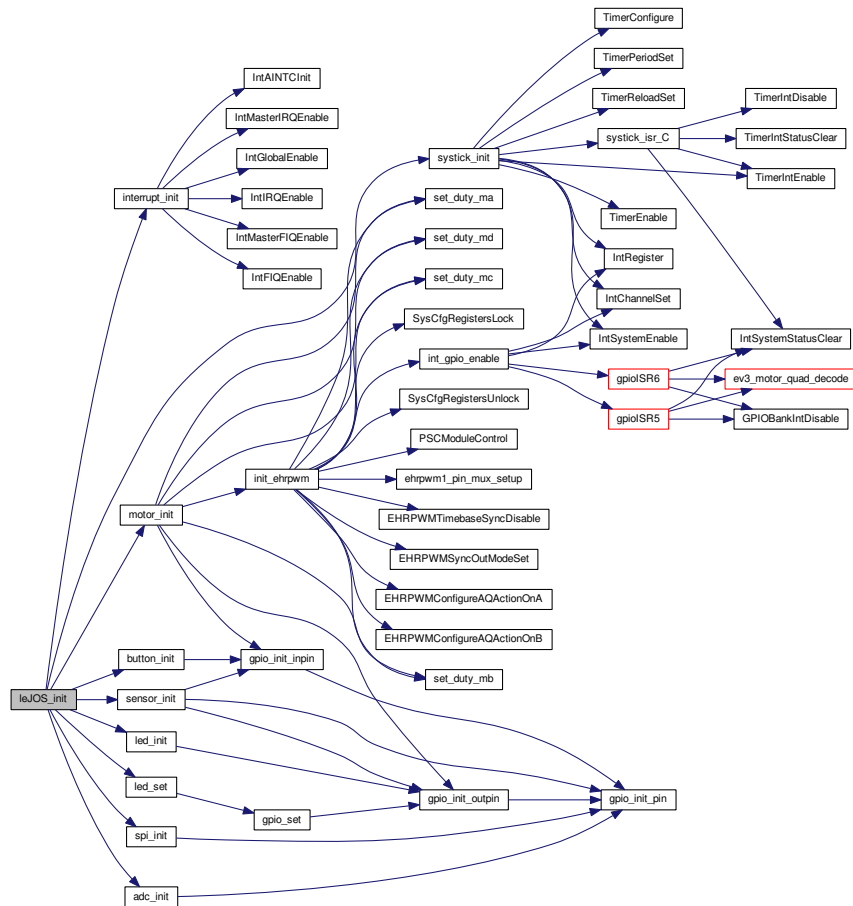 TimerConfigure
TimerPeriodSet
IntAINTCInit
TimerReloadSet
TimerIntDisable
IntMasterIRQEnable
systick_isr_C
TimerIntStatusClear
IntGlobalEnable
systick_init
TimerIntEnable
interrupt_init
IntIRQEnable
set_duty_ma
TimerEnable
IntMasterFIQEnable
set_duty_md
IntRegister
IntFIQEnable
set_duty_mc
IntChannelSet
SysCfgRegistersLock
IntSystemEnable
IntSystemStatusClear
int_gpio_enable
gpioISR6
ev3_motor_quad_decode
SysCfgRegistersUnlock
gpioISR5
GPIOBankIntDisable
PSCModuleControl
init_ehrpwm
ehrpwm1_pin_mux_setup
motor_init
EHRPWMTimebaseSyncDisable
EHRPWMSyncOutModeSet
EHRPWMConfigureAQActionOnA
EHRPWMConfigureAQActionOnB
button_init
gpio_init_inpin
set_duty_mb
leJOS_init
sensor_init
led_init
led_set
gpio_set
gpio_init_outpin
gpio_init_pin
spi_init
adc_init